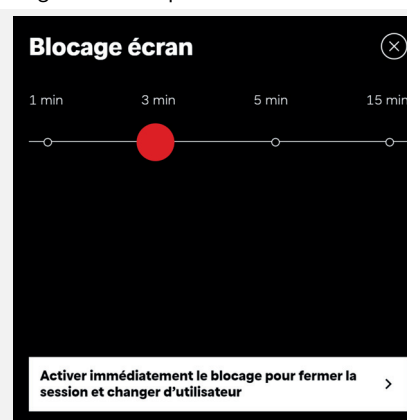 Blocage écran
1 min 3 min 5 min 15 min
Activer immédiatement le blocage pour fermer la
session et changer d'utilisateur